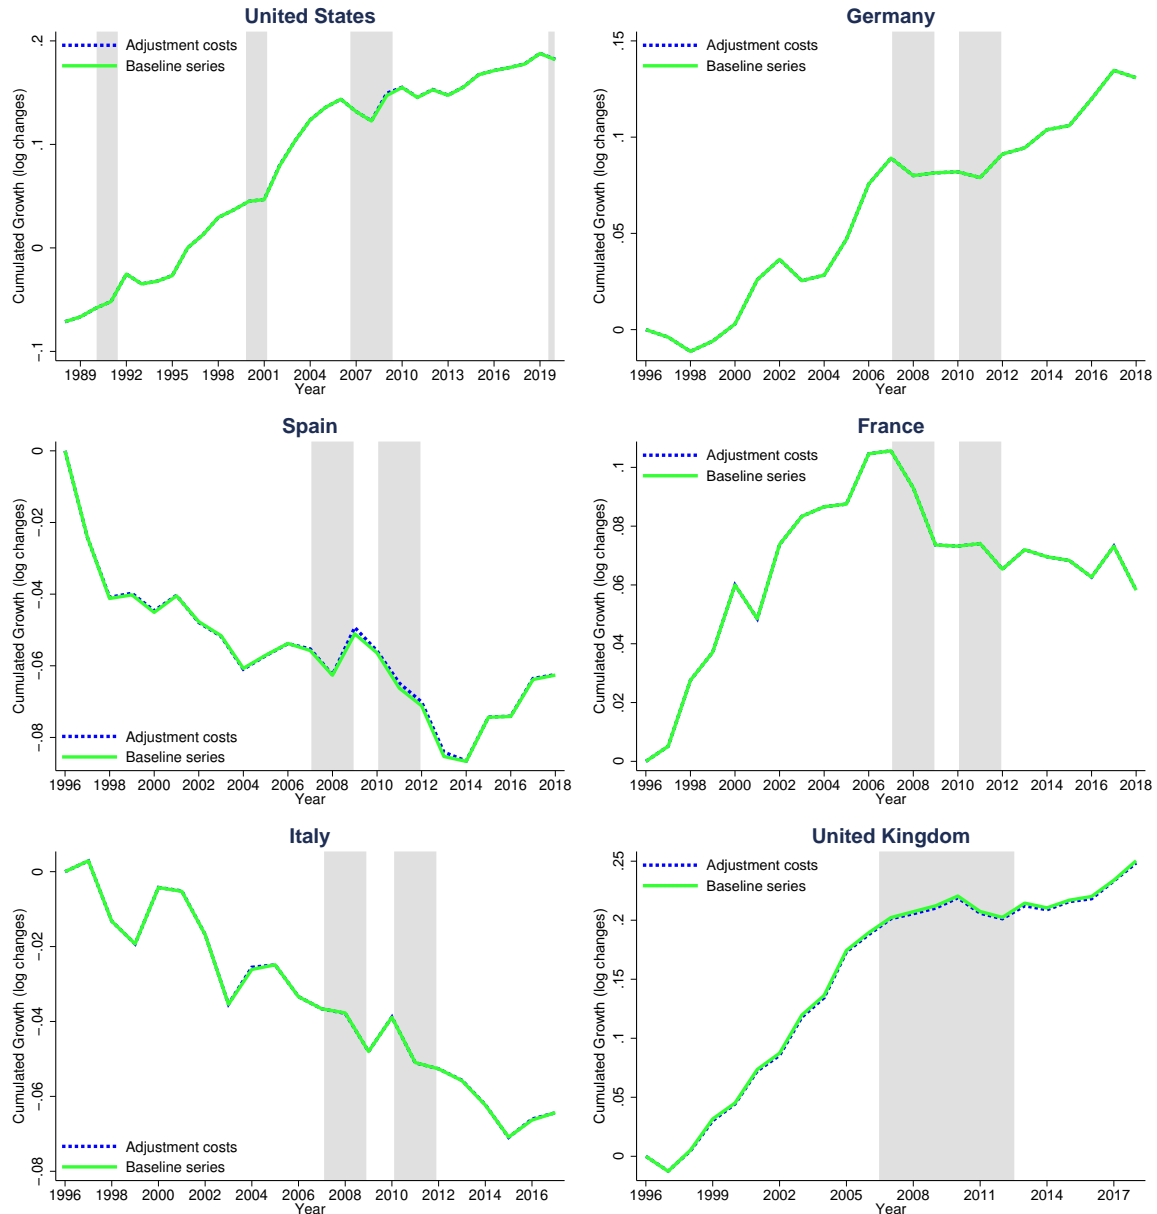 United States
Cumulated Growth (log changes)
.2
.1
0
-.1
Adjustment costs
Baseline series
1989 1992 1995 1998 2001 2004 2007 2010 2013 2016 2019
Year
Germany
Cumulated Growth (log changes)
.15
.1
.05
0
Adjustment costs
Baseline series
1996 1998 2000 2002 2004 2006 2008 2010 2012 2014 2016 2018
Year
Spain
Cumulated Growth (log changes)
0
-.02
-.04
-.06
-.08
Adjustment costs
Baseline series
1996 1998 2000 2002 2004 2006 2008 2010 2012 2014 2016 2018
Year
France
Cumulated Growth (log changes)
.1
.08
.06
.04
.02
0
Adjustment costs
Baseline series
1996 1998 2000 2002 2004 2006 2008 2010 2012 2014 2016 2018
Year
Italy
Cumulated Growth (log changes)
0
-.02
-.04
-.06
-.08
Adjustment costs
Baseline series
1996 1998 2000 2002 2004 2006 2008 2010 2012 2014 2016
Year
United Kingdom
Cumulated Growth (log changes)
.25
.2
.15
.1
.05
0
Adjustment costs
Baseline series
1996 1999 2002 2005 2008 2011 2014 2017
Year